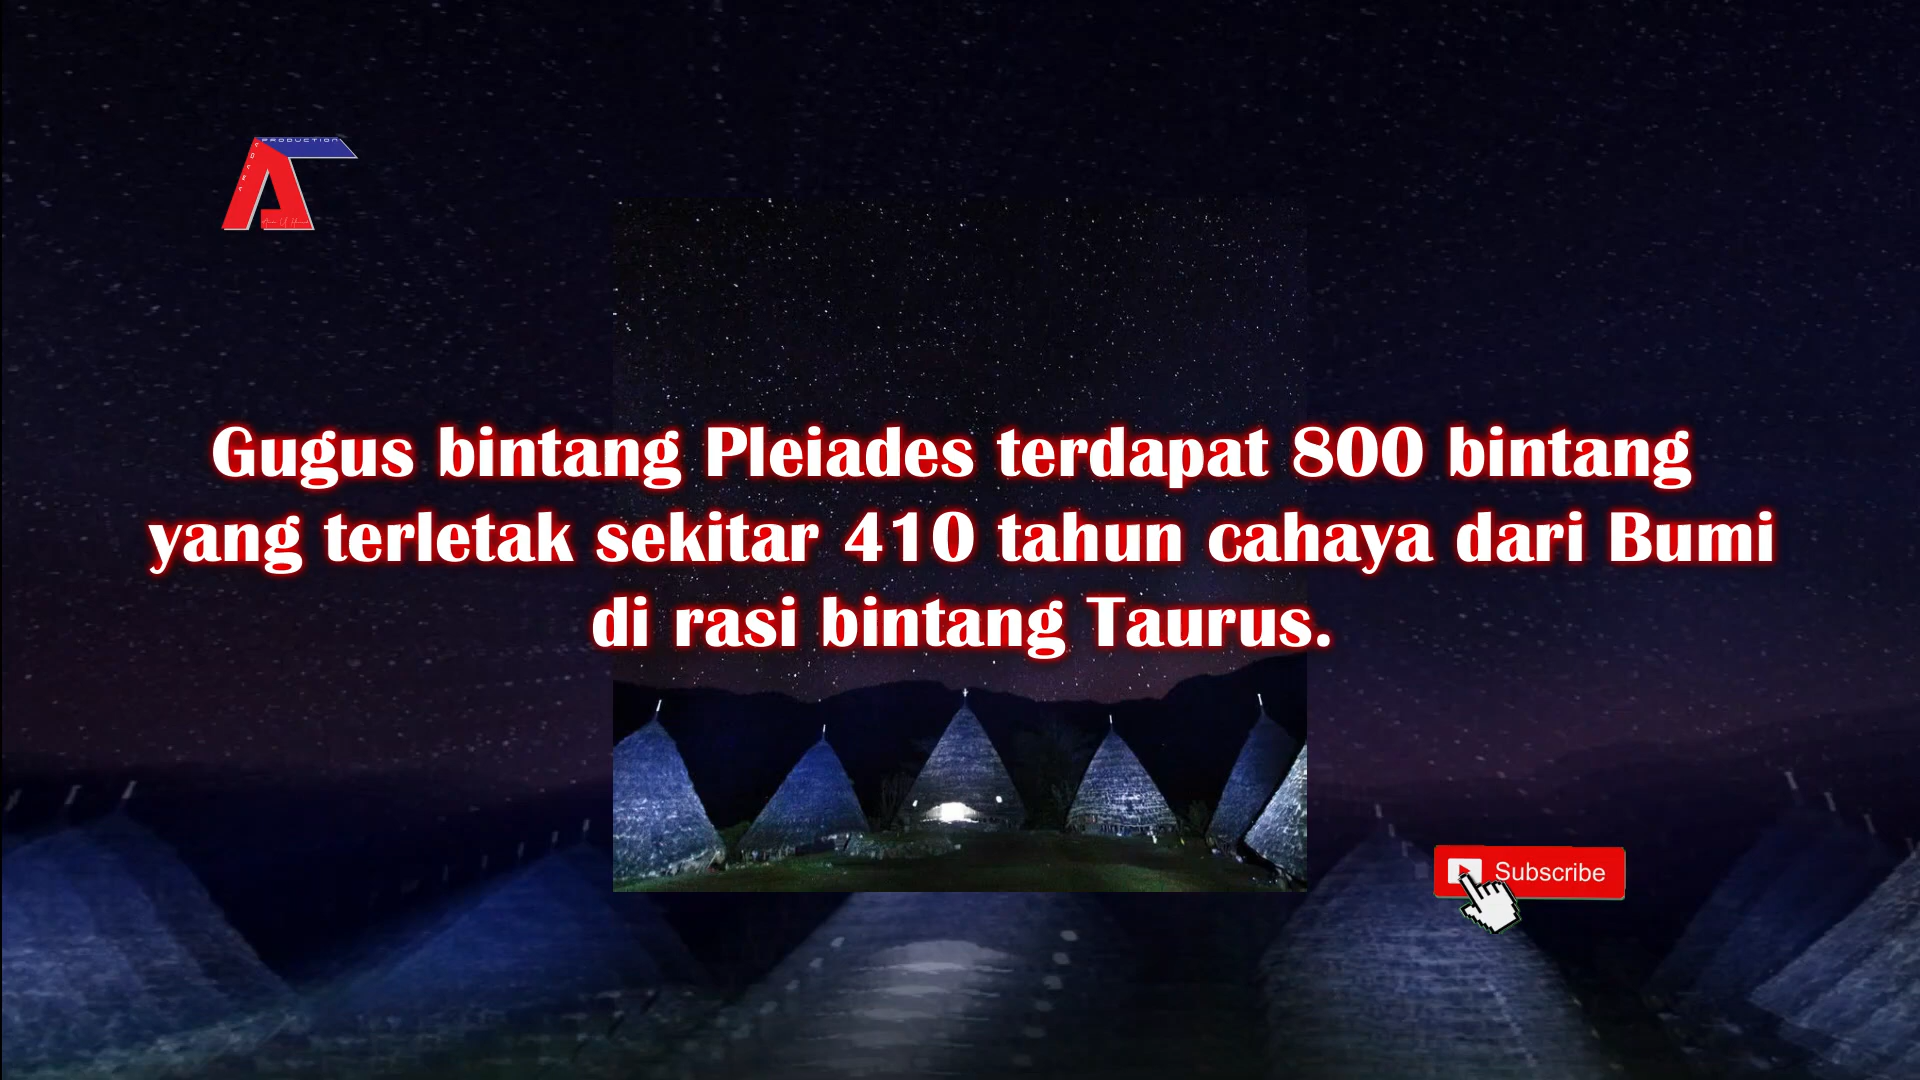 PRODUCTION
Gugus bintang Pleiades terdapat 800 bintang
yang terletak sekitar 410 tahun cahaya dari Bumi
di rasi bintang Taurus.
Subscribe